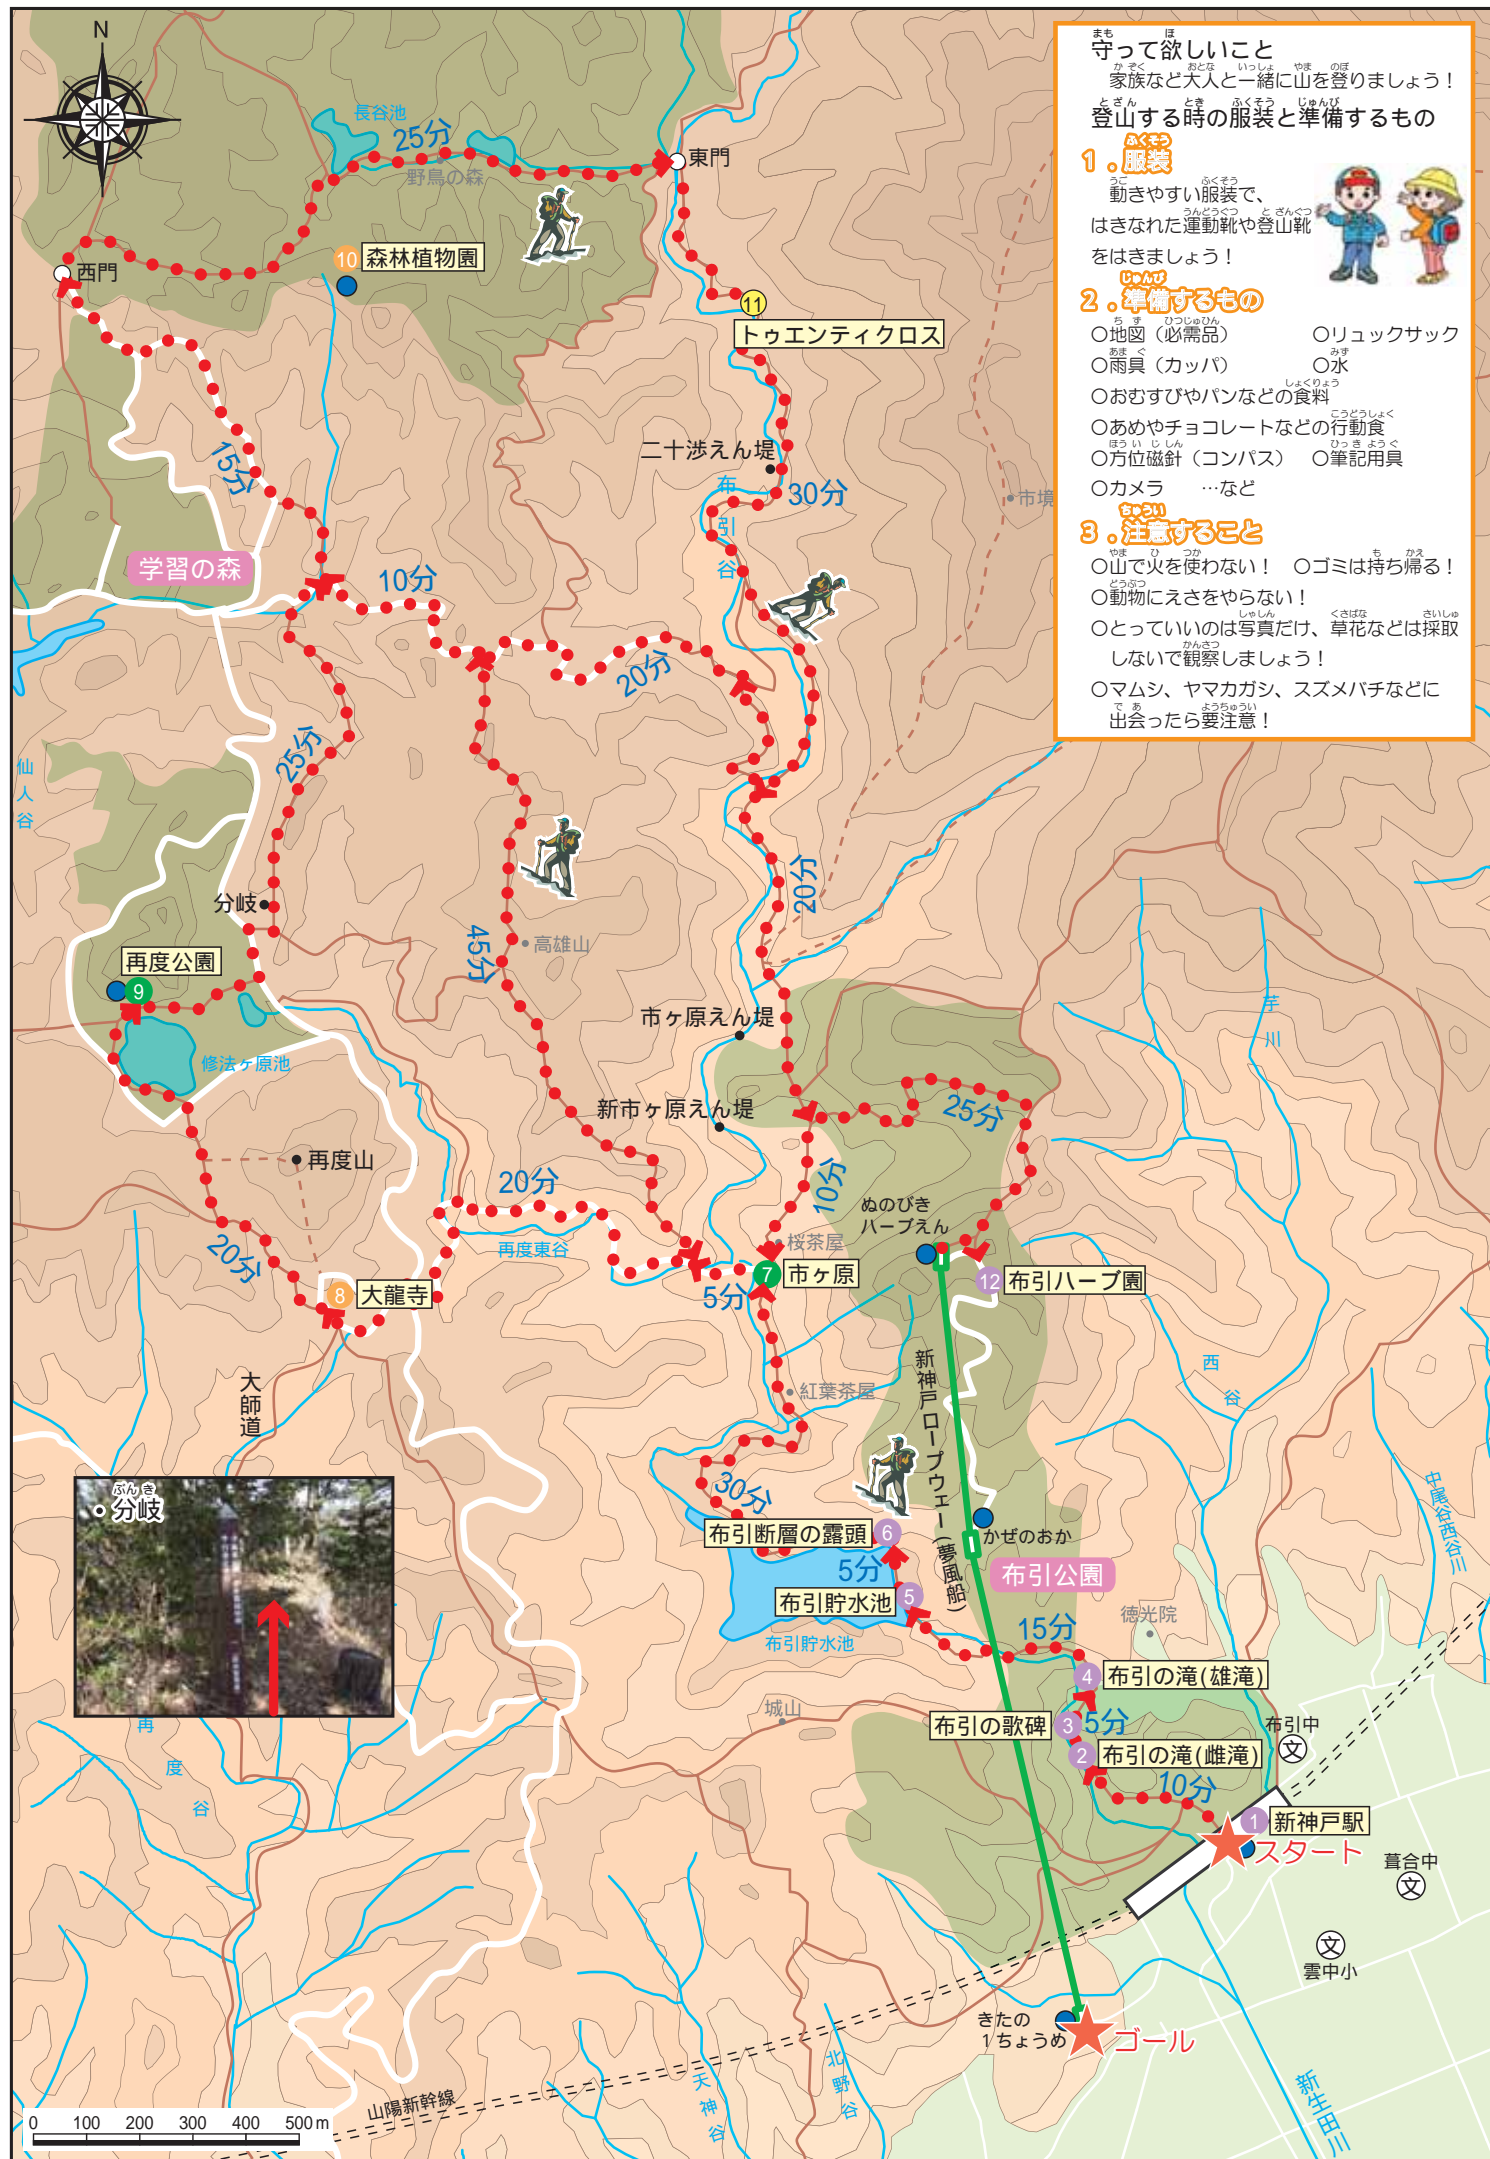 守って欲しいこと
家族など大人と一緒に山を登りましょう！
登山する時の服装と準備するもの
1．服装
動きやすい服装で、
はきなれた運動靴や登山靴
をはきましょう！
2．準備するもの
○地図（必需品）　○リュックサック
○雨具（カッパ）　○水
○おむすびやパンなどの食料
○あめやチョコレートなどの行動食
○方位磁針（コンパス）　○筆記用具
○カメラ　…など
3．注意すること
○山で火を使わない！　○ゴミは持ち帰る！
○動物にえさをやらない！
○とっていいのは写真だけ、草花などは採取
しないで観察しましょう！
○マムシ、ヤマカガシ、スズメバチなどに
出会ったら要注意！
N
長谷池
25分
野鳥の森
東門
西門
10 森林植物園
11
トゥエンティクロス
15分
二十渉えん堤
30分
布引谷
市境
学習の森
10分
20分
25分
仙人谷
20分
分岐
45分
高雄山
再度公園
9
修法ヶ原池
市ヶ原えん堤
芋川
新市ヶ原えん堤
25分
再度山
20分
10分
ぬのびき
ハーブえん
再度東谷
桜茶屋
20分
7 市ヶ原
12 布引ハーブ園
8 大龍寺
5分
新神戸ロープウェー(夢風船)
西谷
大師道
紅葉茶屋
・分岐
30分
中尾谷西谷川
布引断層の露頭 6
かぜのおか
5分
布引公園
布引貯水池 5
徳光院
布引貯水池
15分
4 布引の滝(雄滝)
城山
布引の歌碑 3
5分
布引中
文
2 布引の滝(雌滝)
再度谷
10分
1 新神戸駅
スタート
葺合中
文
文
雲中小
きたの
1ちょうめ
ゴール
北野谷
天神谷
新生田川
山陽新幹線
0 100 200 300 400 500m